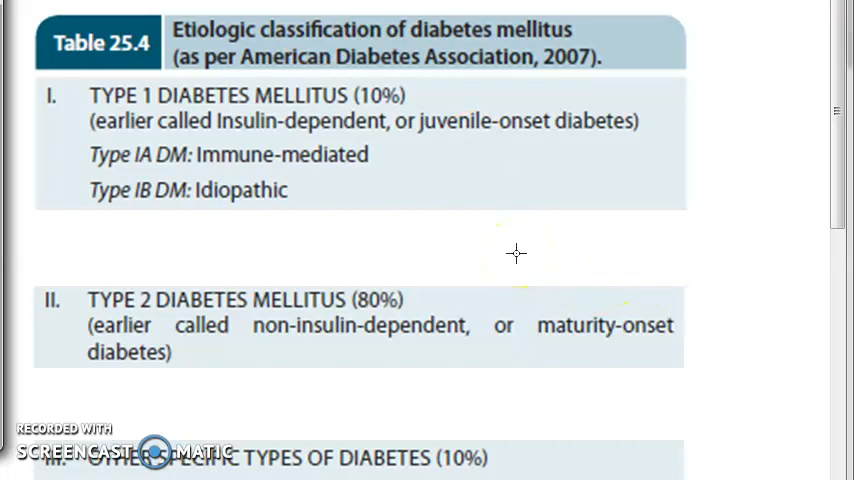 Table 25.4
Etiologic classification of diabetes mellitus
(as per American Diabetes Association, 2007).
I. TYPE 1 DIABETES MELLITUS (10%)
(earlier called Insulin-dependent, or juvenile-onset diabetes)
Type IA DM: Immune-mediated
Type IB DM: Idiopathic
II. TYPE 2 DIABETES MELLITUS (80%)
(earlier called non-insulin-dependent, or maturity-onset
diabetes)
RECORDED WITH
SCREENCAST MATIC
III. OTHER SPECIFIC TYPES OF DIABETES (10%)